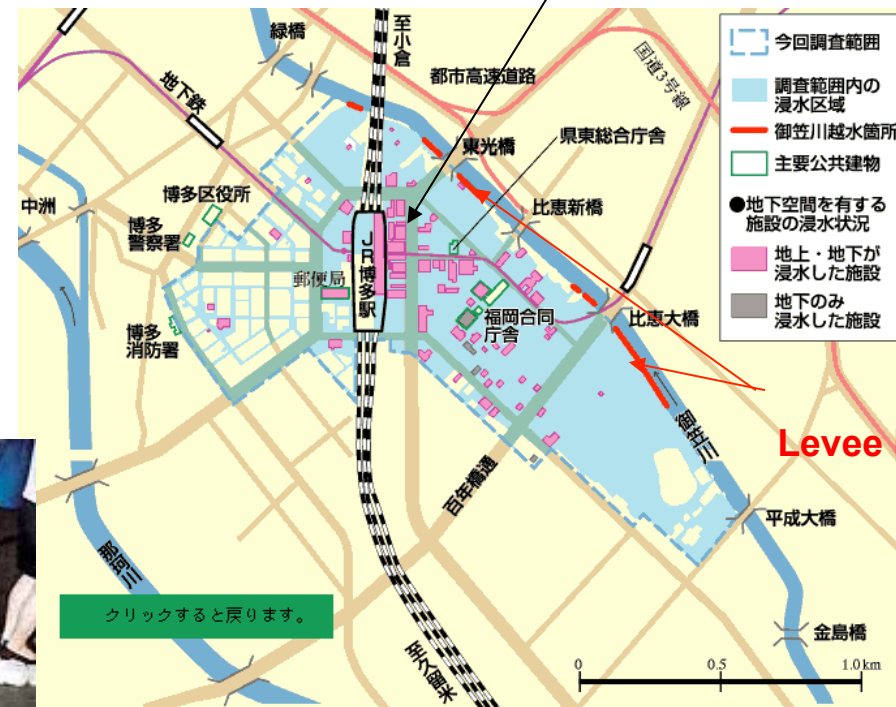 至小倉
緑橋
都市高速道路
国道3号線
地下鉄
東光橋
県東総合庁舎
比恵新橋
中洲
博多区役所
博多
警察署
郵便局
JR博多駅
福岡合同
庁舎
比恵大橋
博多
消防署
御笠川
百年橋通
平成大橋
那珂川
至久留米
金島橋
今回調査範囲
調査範囲内の
浸水区域
御笠川越水箇所
主要公共建物
●地下空間を有する
施設の浸水状況
地上・地下が
浸水した施設
地下のみ
浸水した施設
Levee
クリックすると戻ります。
0 0.5 1.0km